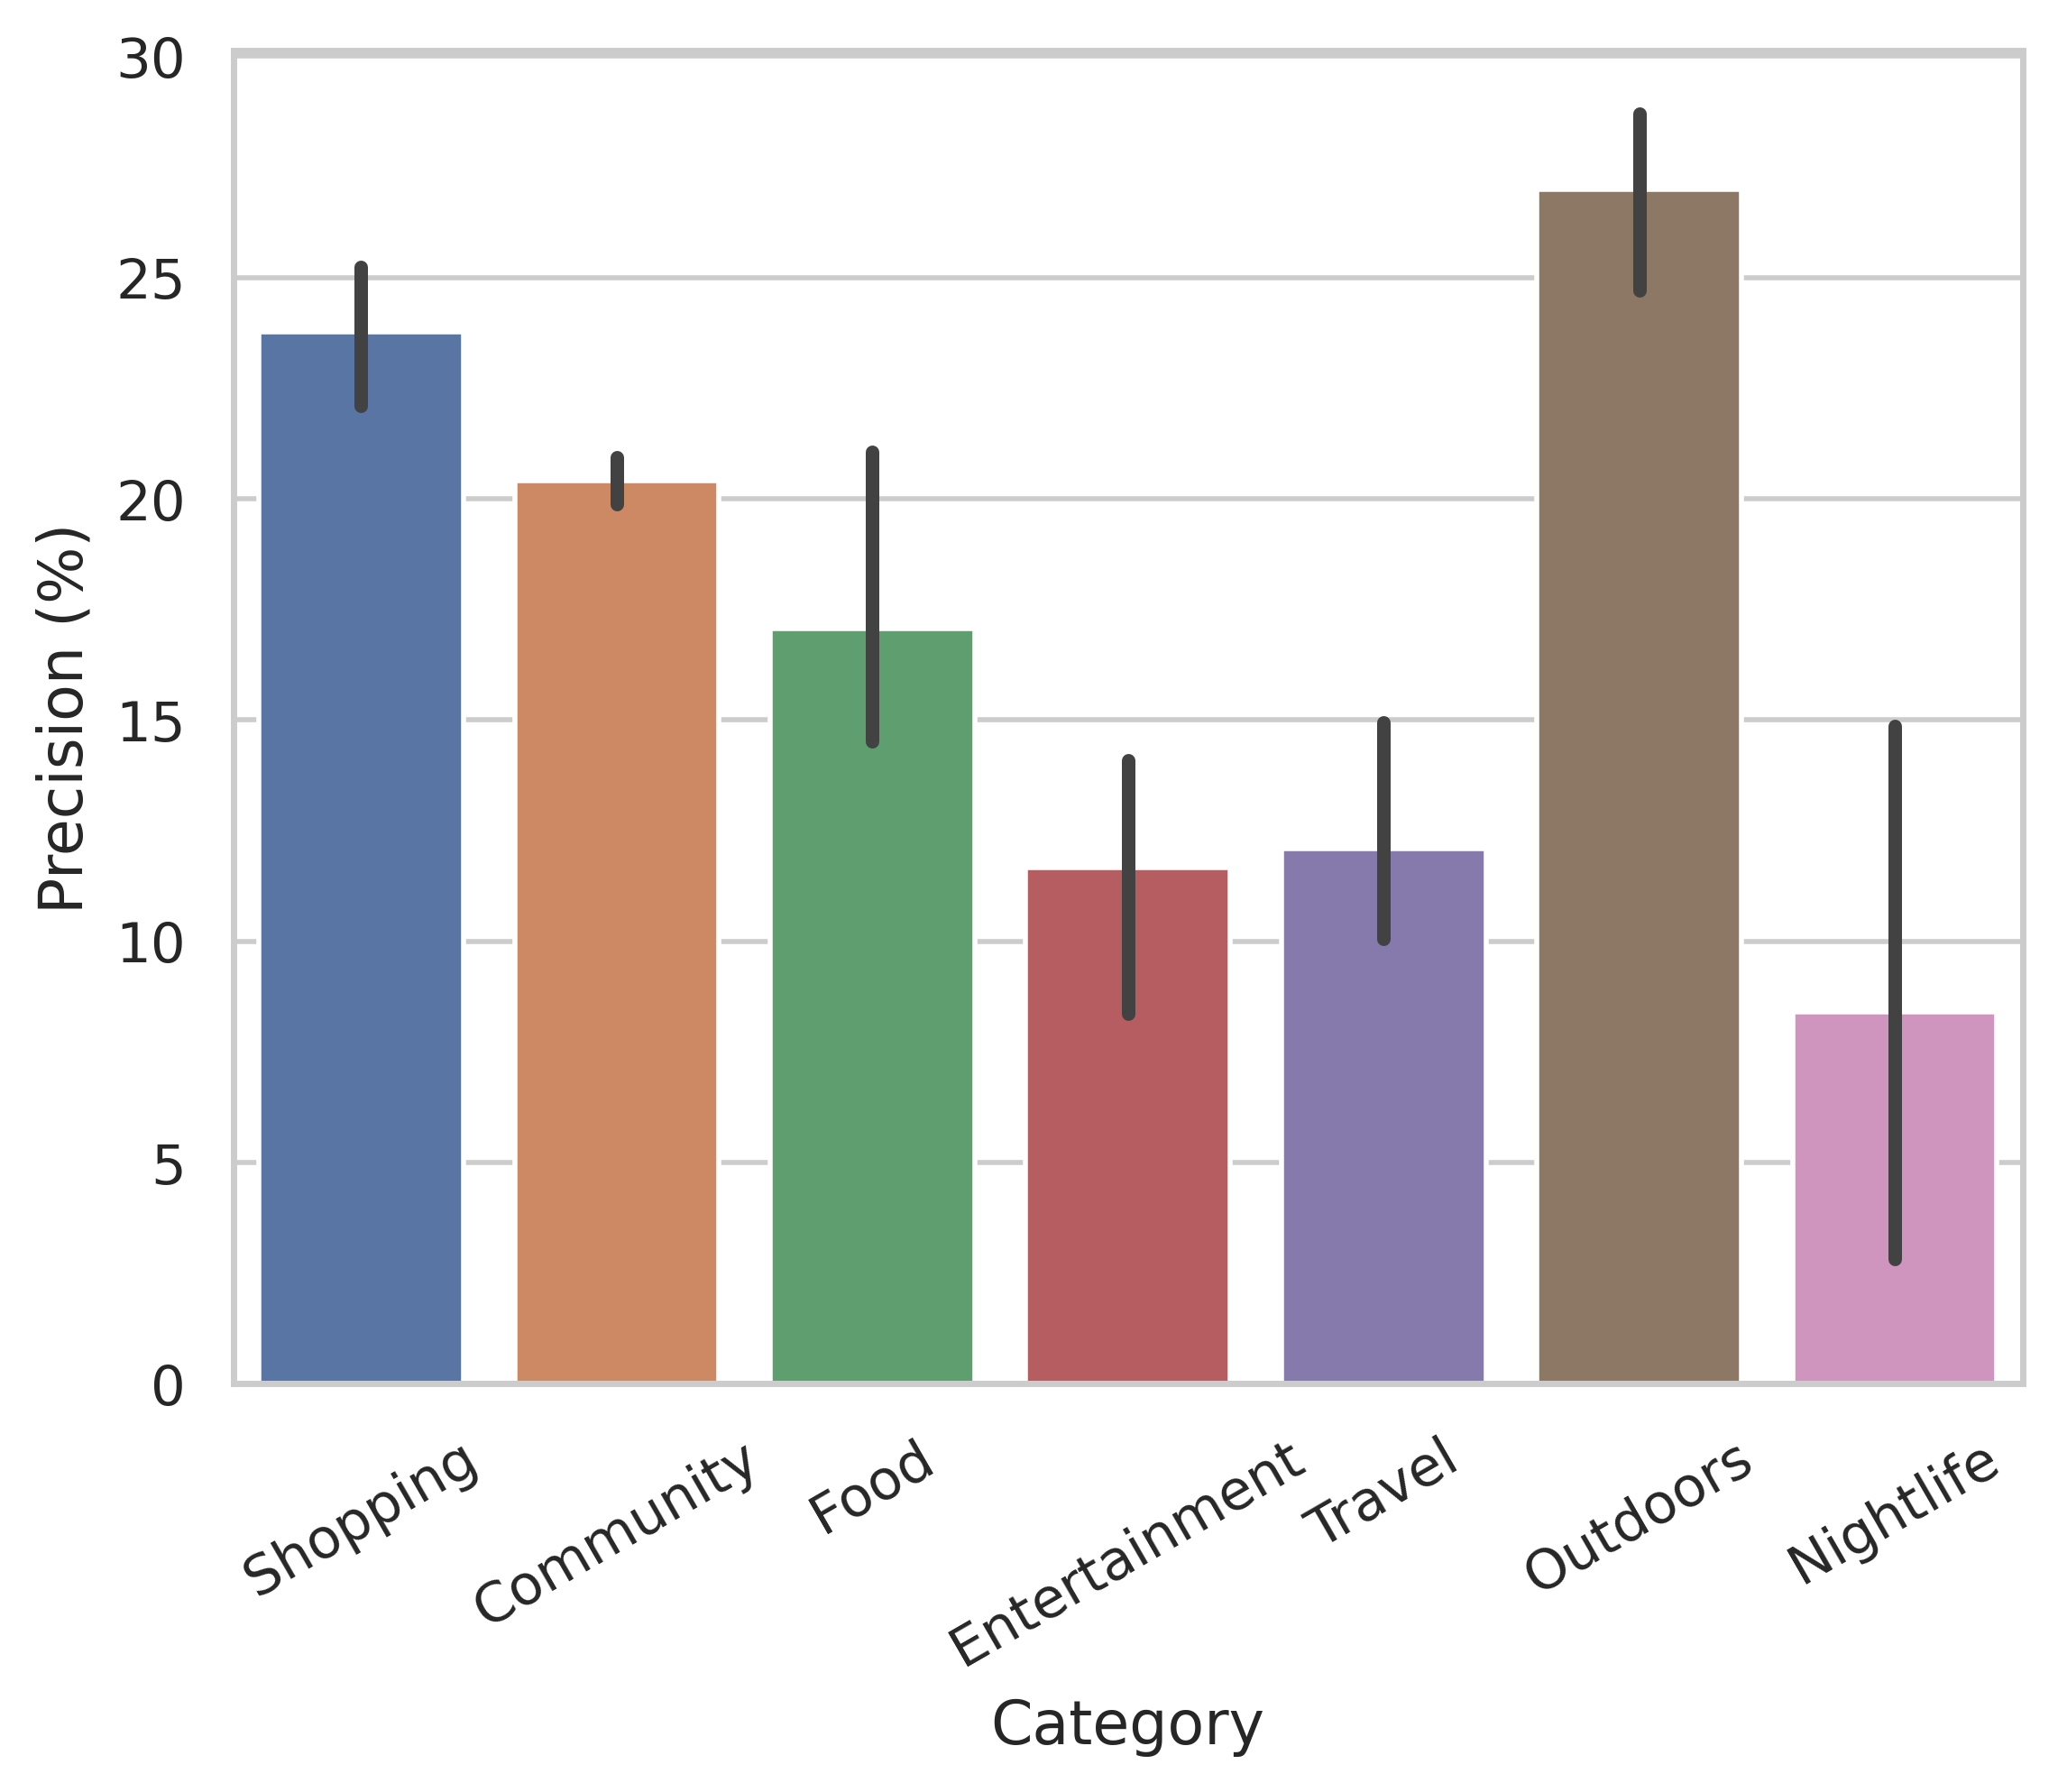 30
25
20
15
10
5
0
Precision (%)
Shopping
Community
Food
Entertainment
Travel
Outdoors
Nightlife
Category